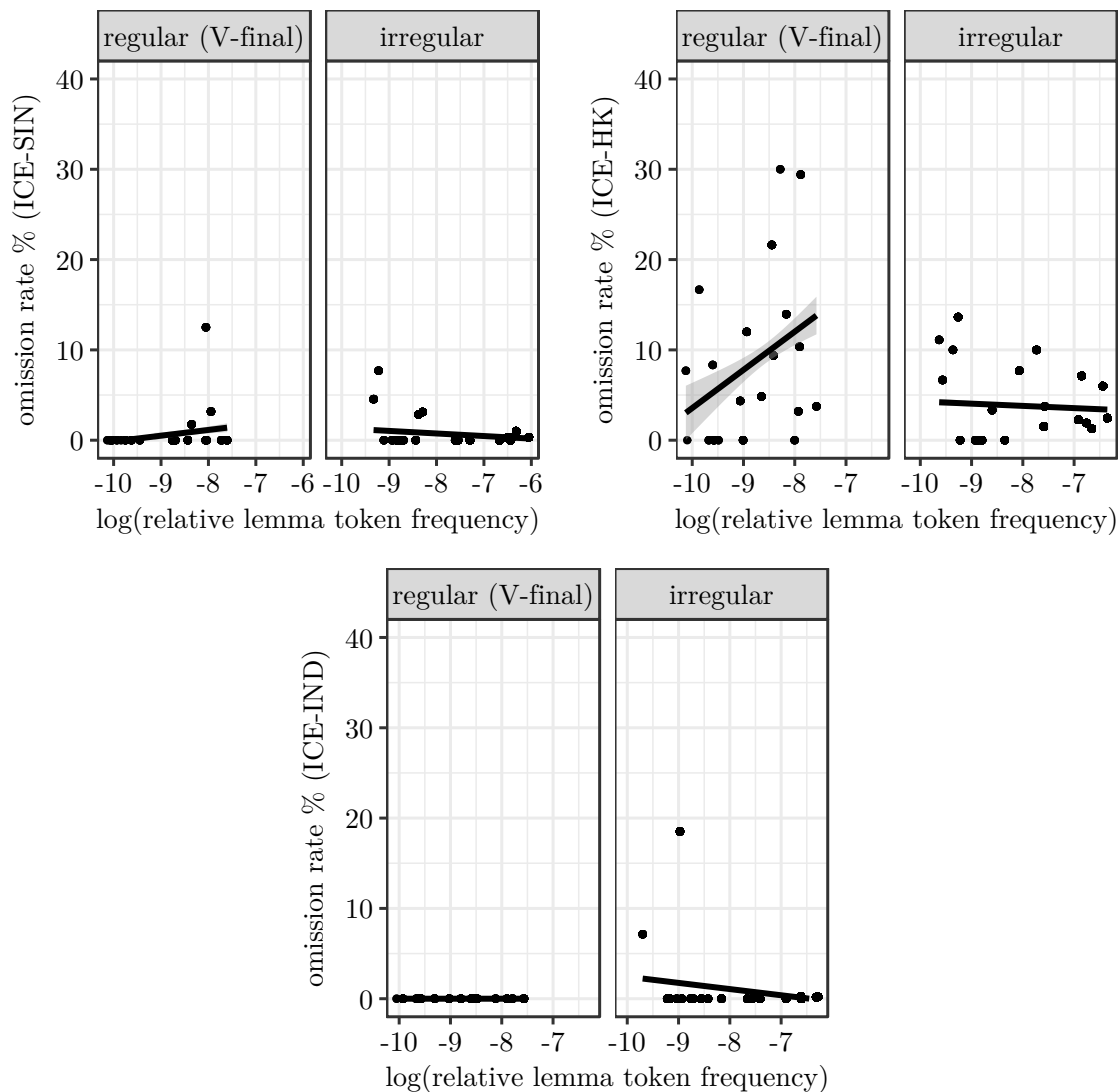 regular (V-final) irregular
omission rate % (ICE-SIN)
40
30
20
10
0
-10 -9 -8 -7 -6 -10 -9 -8 -7 -6
log(relative lemma token frequency)
regular (V-final) irregular
omission rate % (ICE-HK)
40
30
20
10
0
-10 -9 -8 -7 -10 -9 -8 -7
log(relative lemma token frequency)
regular (V-final) irregular
omission rate % (ICE-IND)
40
30
20
10
0
-10 -9 -8 -7 -10 -9 -8 -7
log(relative lemma token frequency)